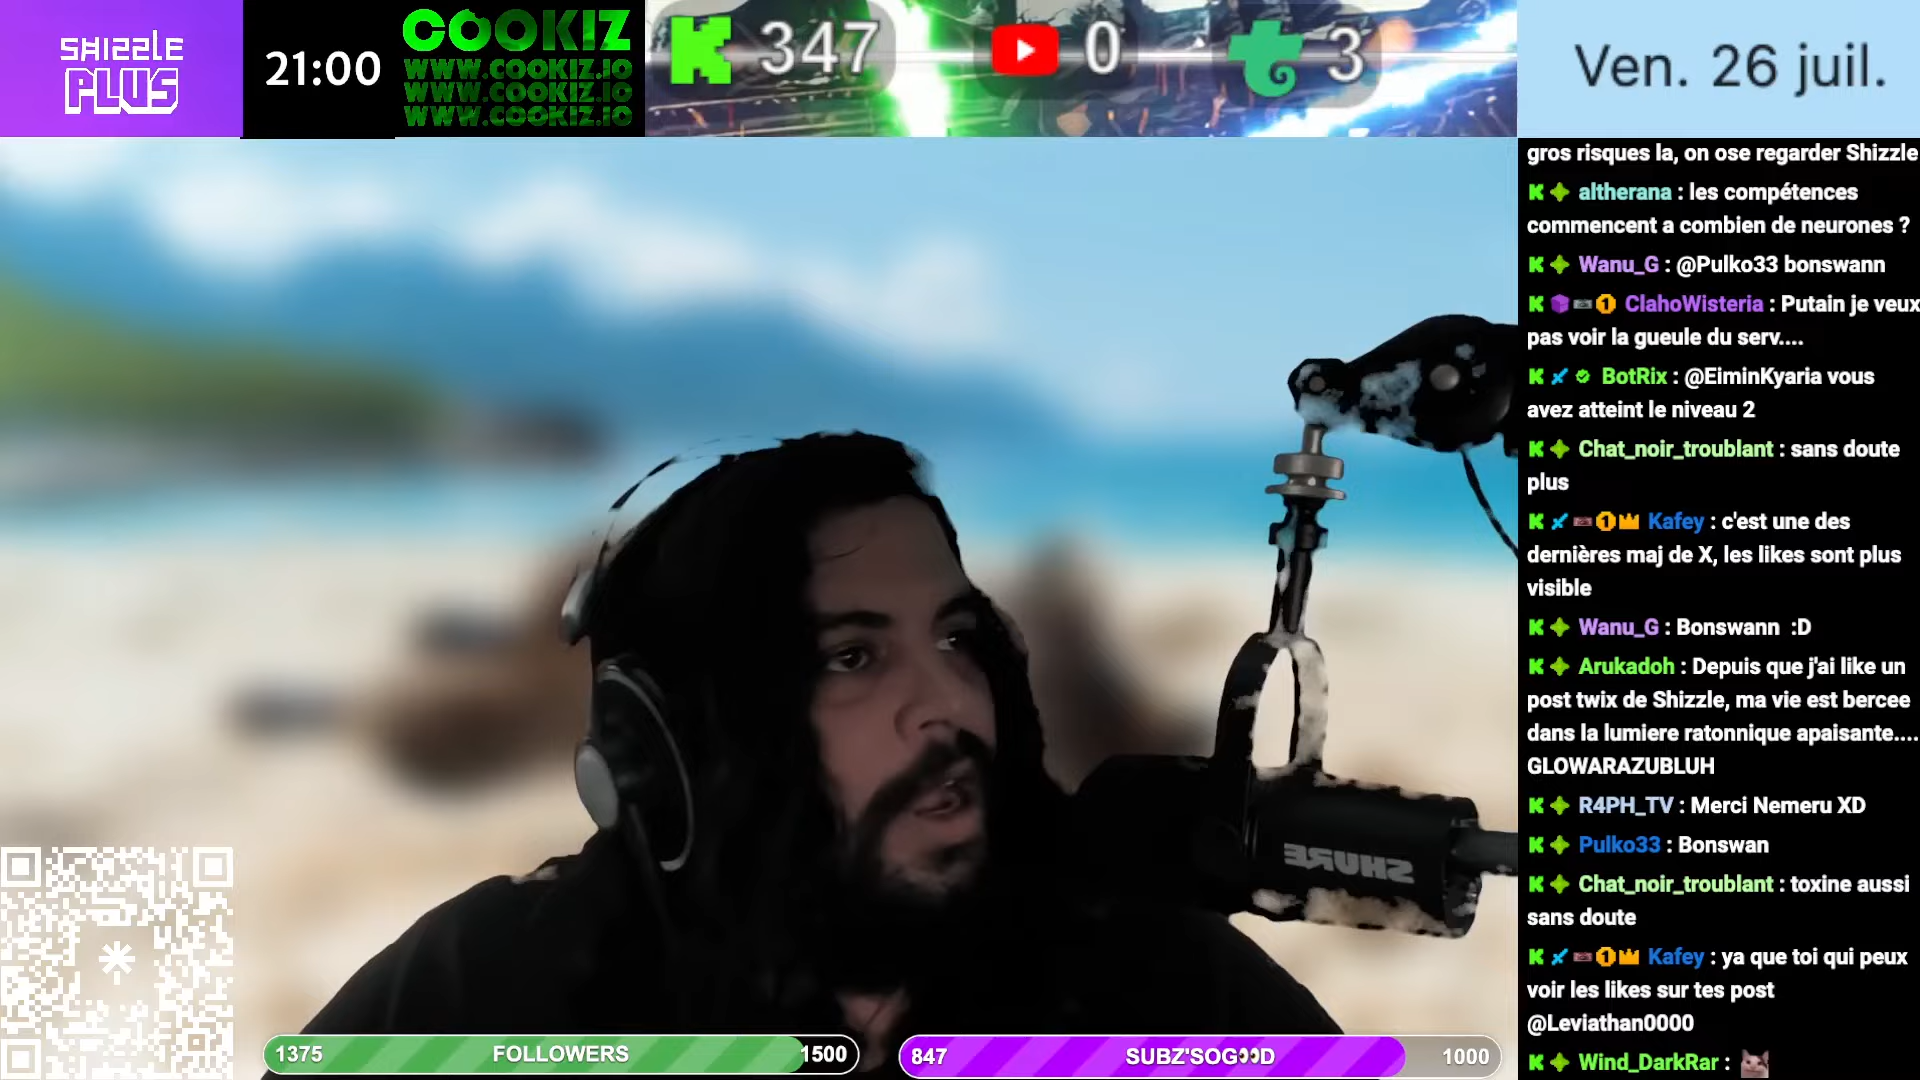 SHIZZLE
PLUS
21:00
COOKIZ
WWW.COOKIZ.IO
WWW.COOKIZ.IO
WWW.COOKIZ.IO
347
0
3
Ven. 26 juil.
gros risques la, on ose regarder Shizzle
altherana : les compétences
commencent a combien de neurones ?
Wanu_G : @Pulko33 bonswann
ClahoWisteria : Putain je veux
pas voir la gueule du serv....
BotRix : @EiminKyaria vous
avez atteint le niveau 2
Chat_noir_troublant : sans doute
plus
Kafey : c'est une des
dernières maj de X, les likes sont plus
visible
Wanu_G : Bonswann :D
Arukadoh : Depuis que j'ai like un
post twix de Shizzle, ma vie est bercee
dans la lumiere ratonnique apaisante....
GLOWARAZUBLUH
R4PH_TV : Merci Nemeru XD
Pulko33 : Bonswan
Chat_noir_troublant : toxine aussi
sans doute
Kafey : ya que toi qui peux
voir les likes sur tes post
@Leviathan0000
Wind_DarkRar :
SHURE
1375 FOLLOWERS 1500
847 SUBZ'SOG👀D 1000